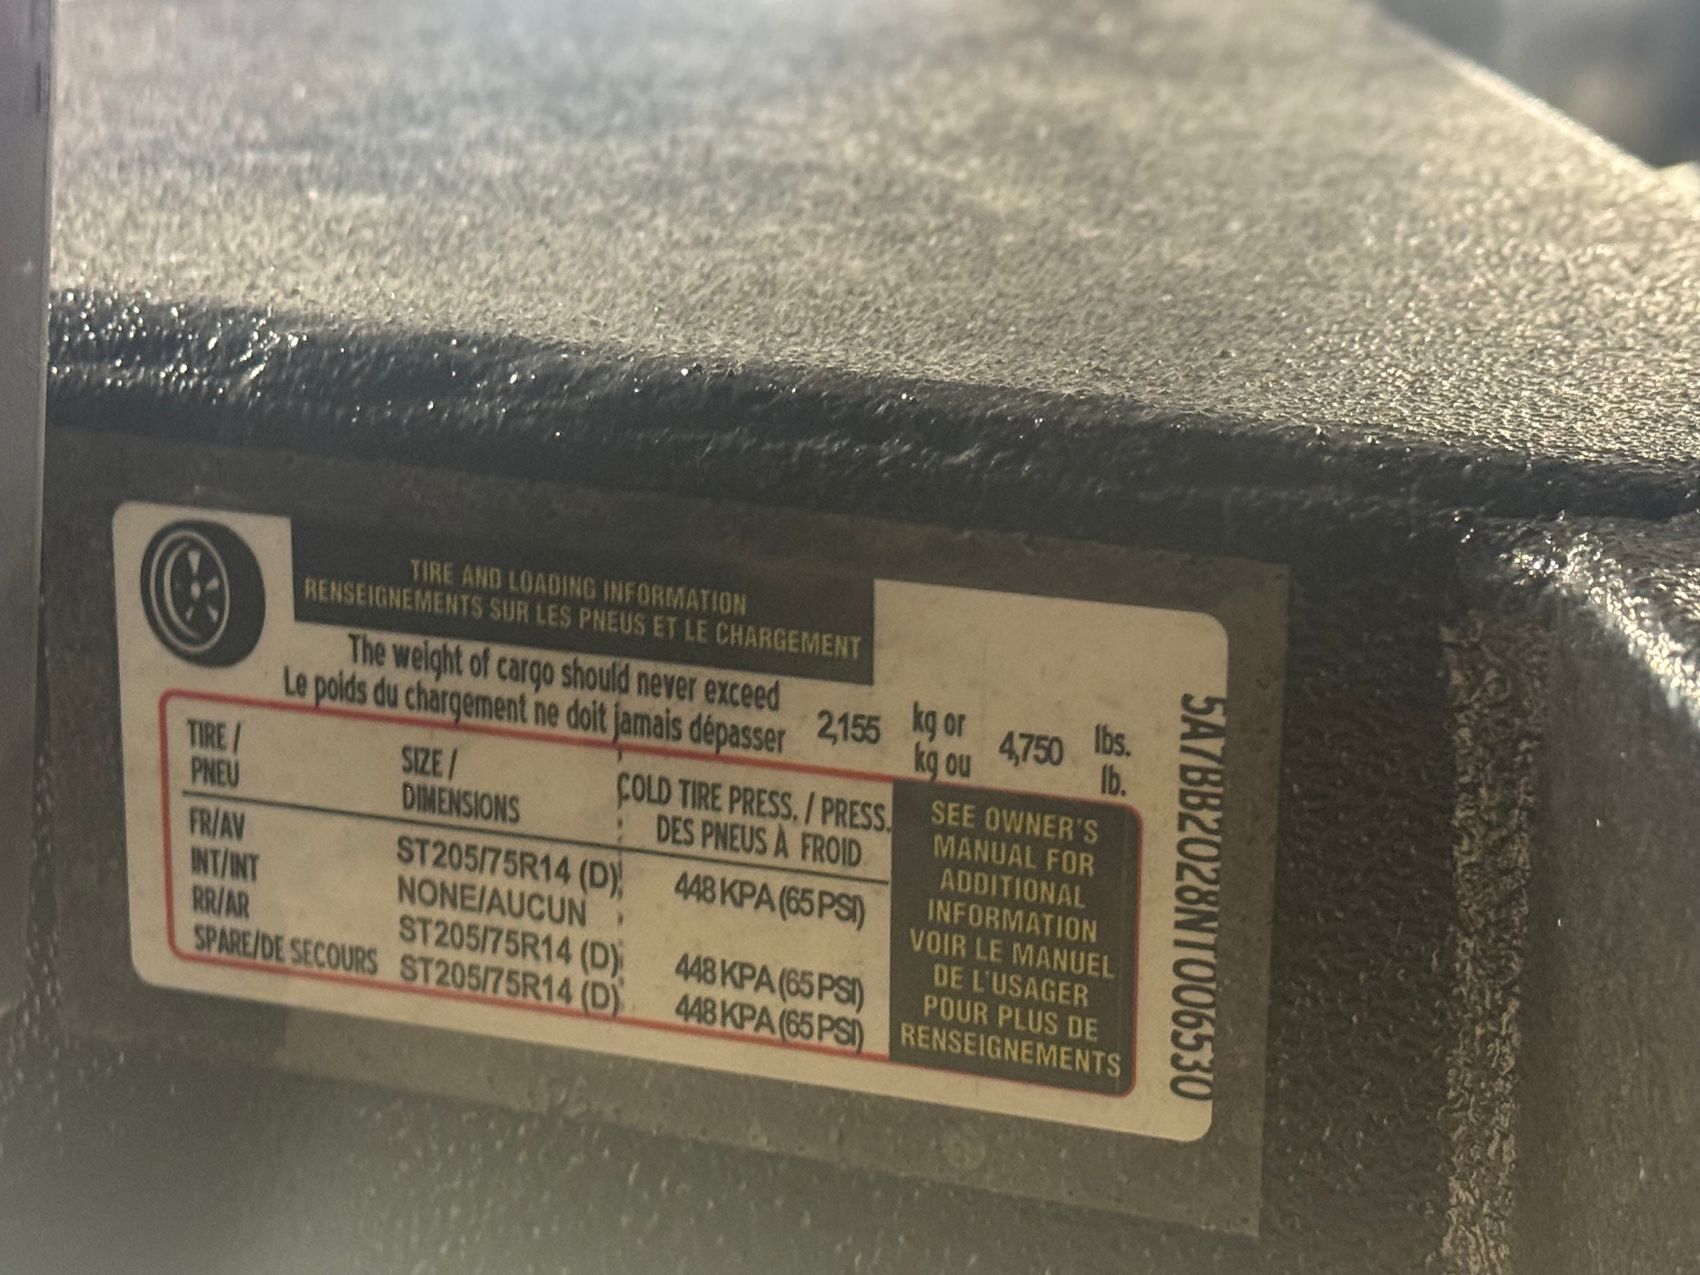 TIRE AND LOADING INFORMATION
RENSEIGNEMENTS SUR LES PNEUS ET LE CHARGEMENT
The weight of cargo should never exceed
Le poids du chargement ne doit jamais dépasser
2,155 kg or 4,750 lbs.
kg ou lb.
TIRE / SIZE / COLD TIRE PRESS. / PRESS.
PNEU DIMENSIONS DES PNEUS À FROID
FR/AV ST205/75R14 (D) 448 KPA (65 PSI)
INT/INT NONE/AUCUN
RR/AR ST205/75R14 (D) 448 KPA (65 PSI)
SPARE/DE SECOURS ST205/75R14 (D) 448 KPA (65 PSI)
SEE OWNER'S
MANUAL FOR
ADDITIONAL
INFORMATION
VOIR LE MANUEL
DE L'USAGER
POUR PLUS DE
RENSEIGNEMENTS
5A7BB2028NT006530